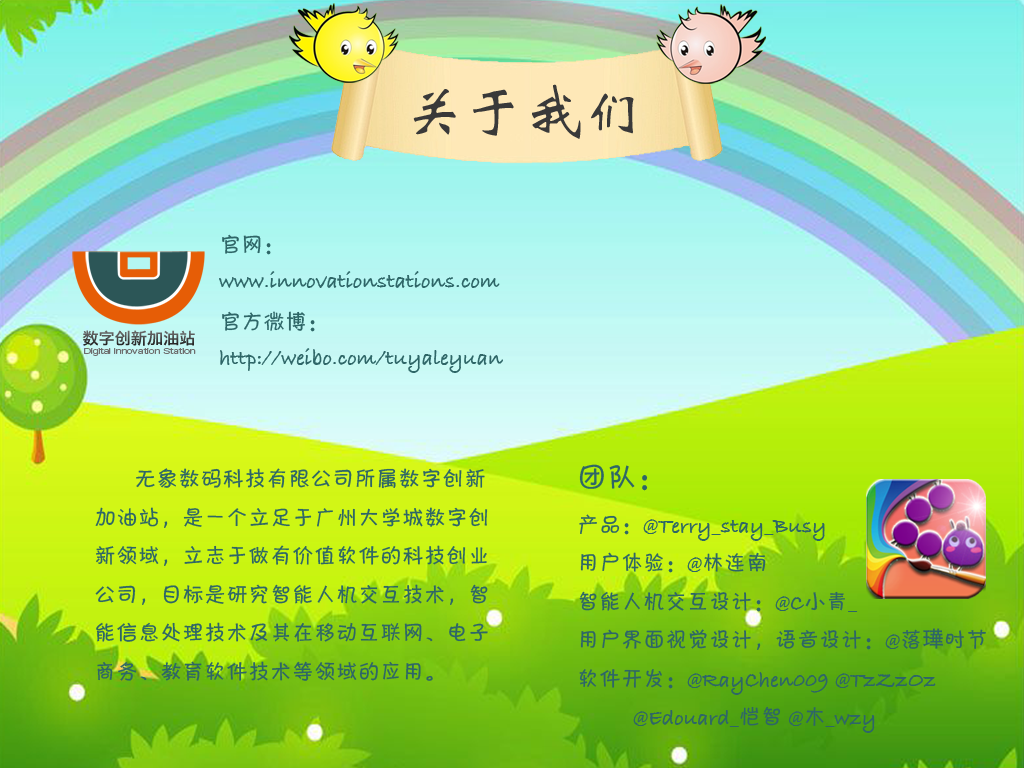 关于我们
官网：
www.innovationstations.com
官方微博：
http://weibo.com/tuyaleyuan
数字创新加油站
Digital Innovation Station
无象数码科技有限公司所属数字创新
加油站，是一个立足于广州大学城数字创
新领域，立志于做有价值软件的科技创业
公司，目标是研究智能人机交互技术，智
能信息处理技术及其在移动互联网、电子
商务、教育软件技术等领域的应用。
团队：
产品：@Terry_stay_Busy
用户体验：@林连南
智能人机交互设计：@C小青_
用户界面视觉设计，语音设计：@落瑋时节
软件开发：@RayChen009 @TzZzOz
@Edouard_恺智 @木_wzy